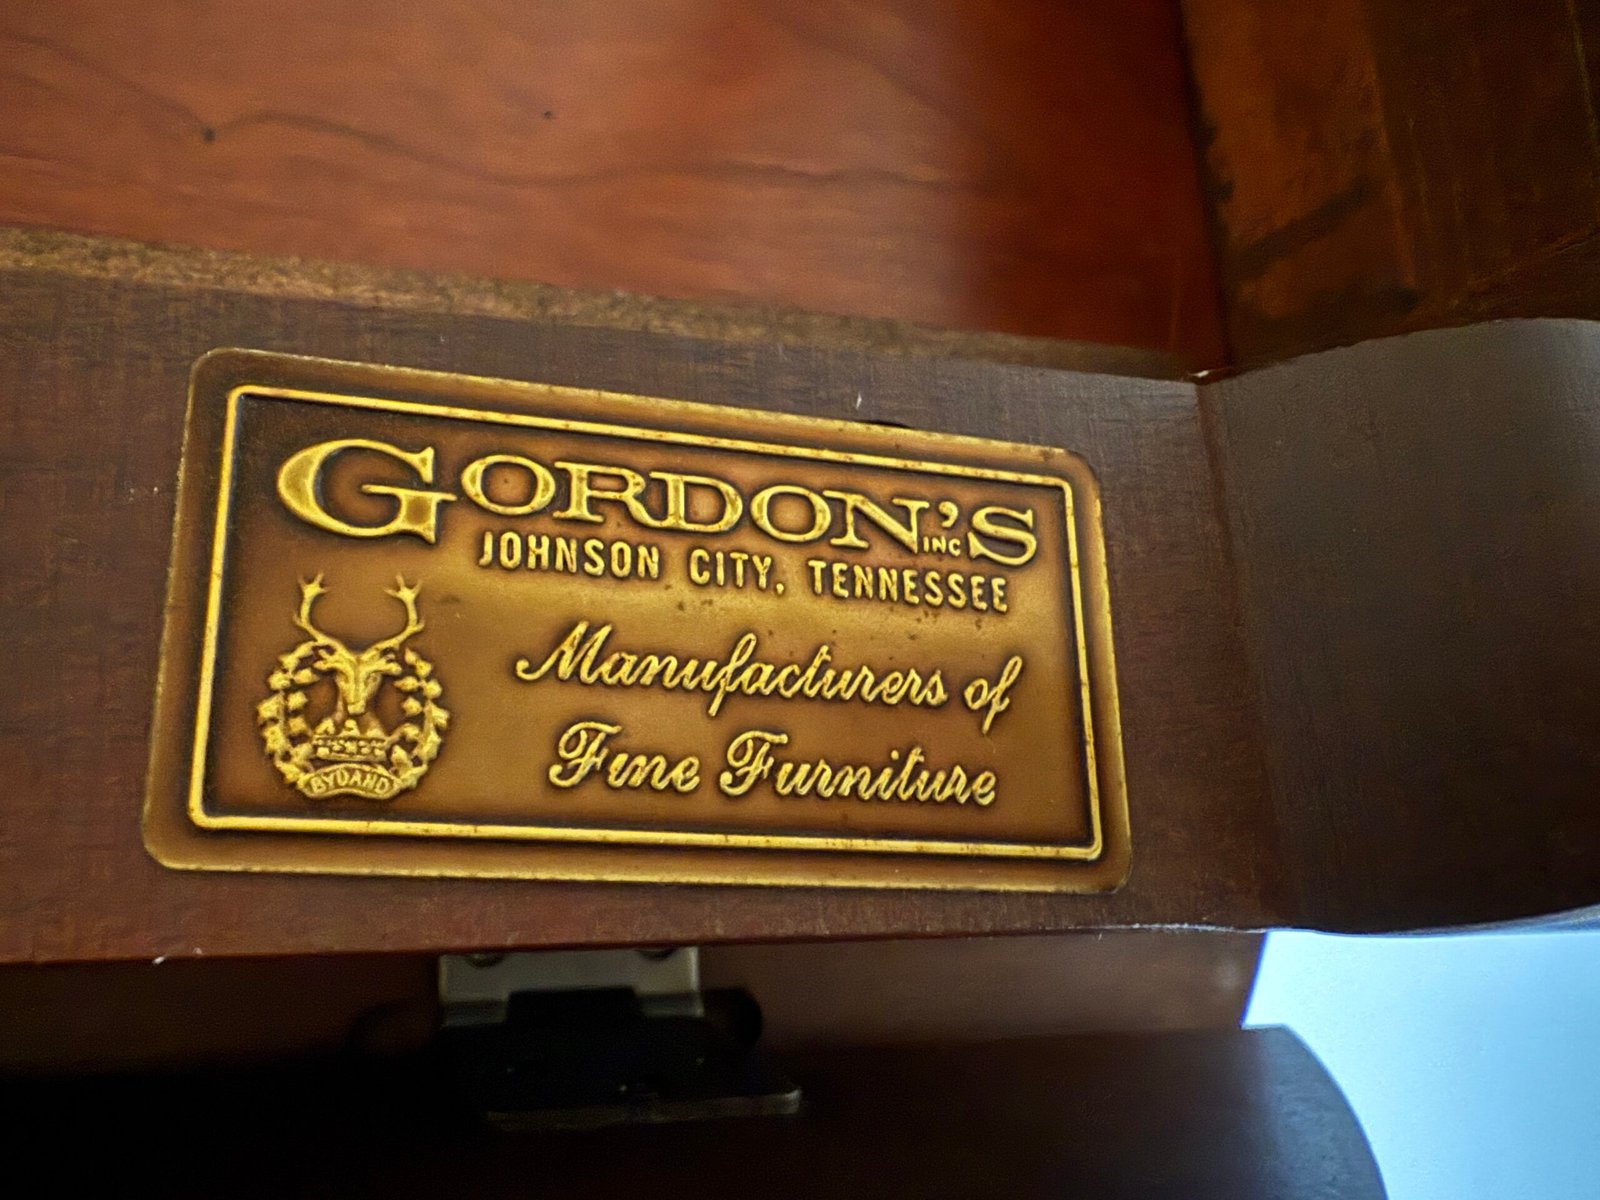 GORDON'S INC
JOHNSON CITY, TENNESSEE
Manufacturers of
Fine Furniture
BYDAND